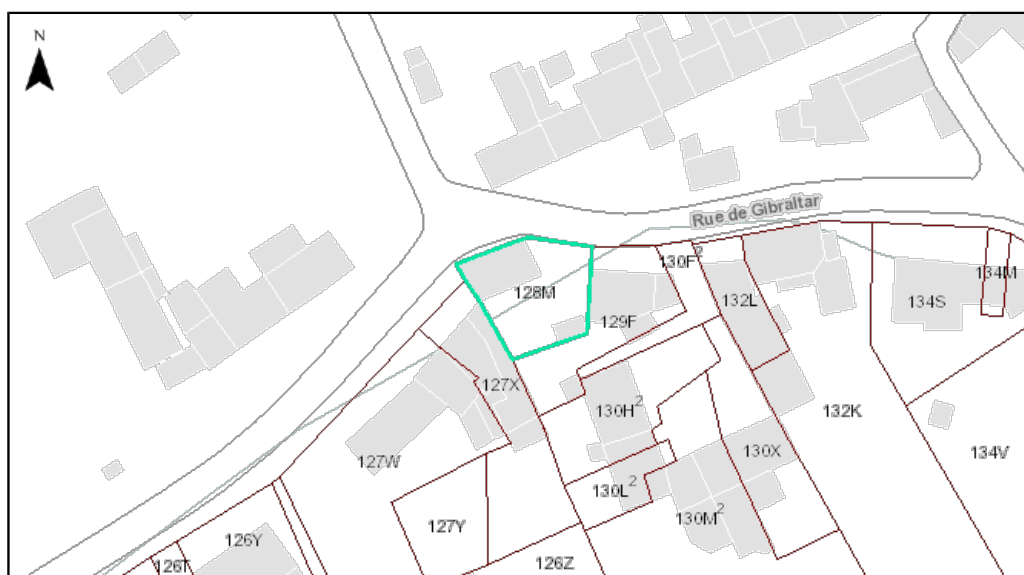 N
Rue de Gibraltar
130F²
134M
128M
132L
134S
129F
127X
130H²
132K
127W
130X
134V
130L²
130M²
127Y
126Y
126T
126Z